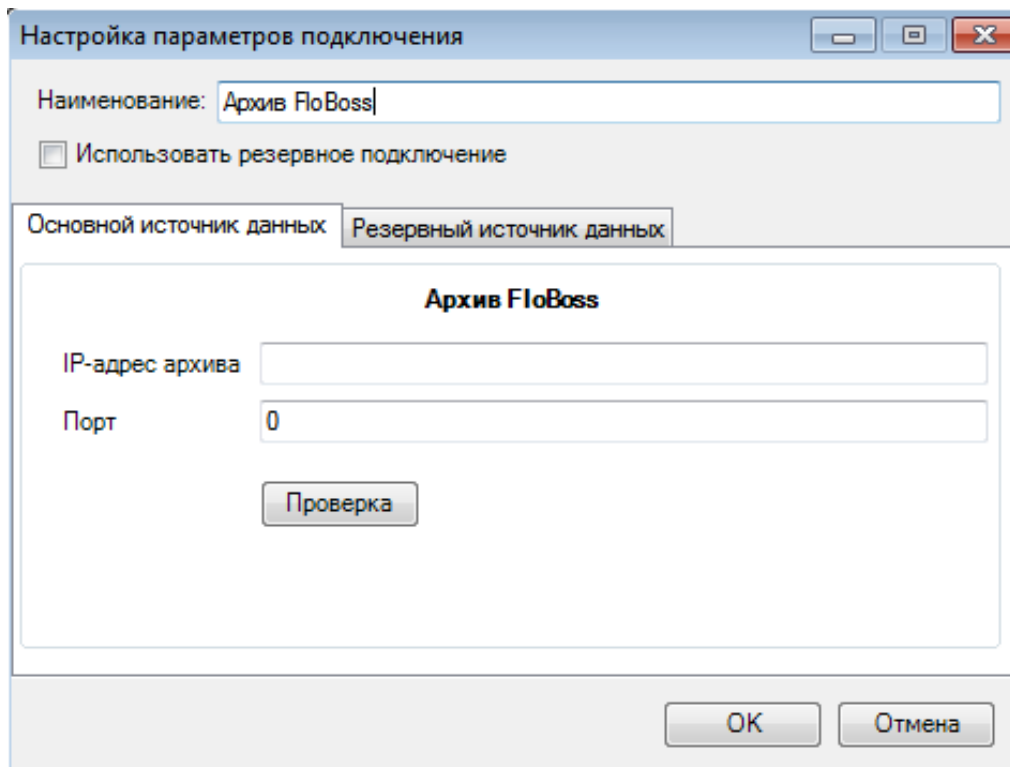 Настройка параметров подключения
Наименование: Архив FloBoss
Использовать резервное подключение
Основной источник данных Резервный источник данных
Архив FloBoss
IP-адрес архива
Порт 0
Проверка
OK Отмена